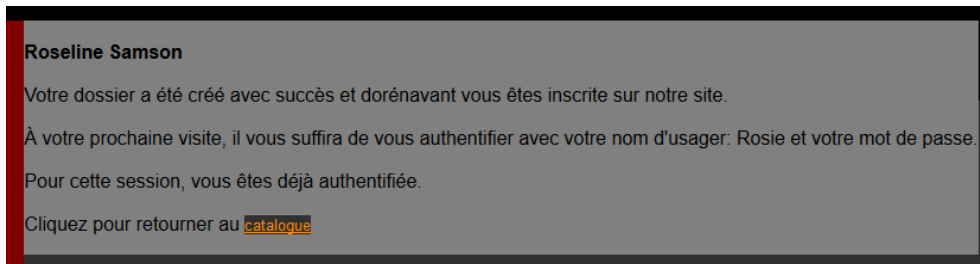 Roseline Samson
Votre dossier a été créé avec succès et dorénavant vous êtes inscrite sur notre site.
À votre prochaine visite, il vous suffira de vous authentifier avec votre nom d'usager: Rosie et votre mot de passe.
Pour cette session, vous êtes déjà authentifiée.
Cliquez pour retourner au catalogue